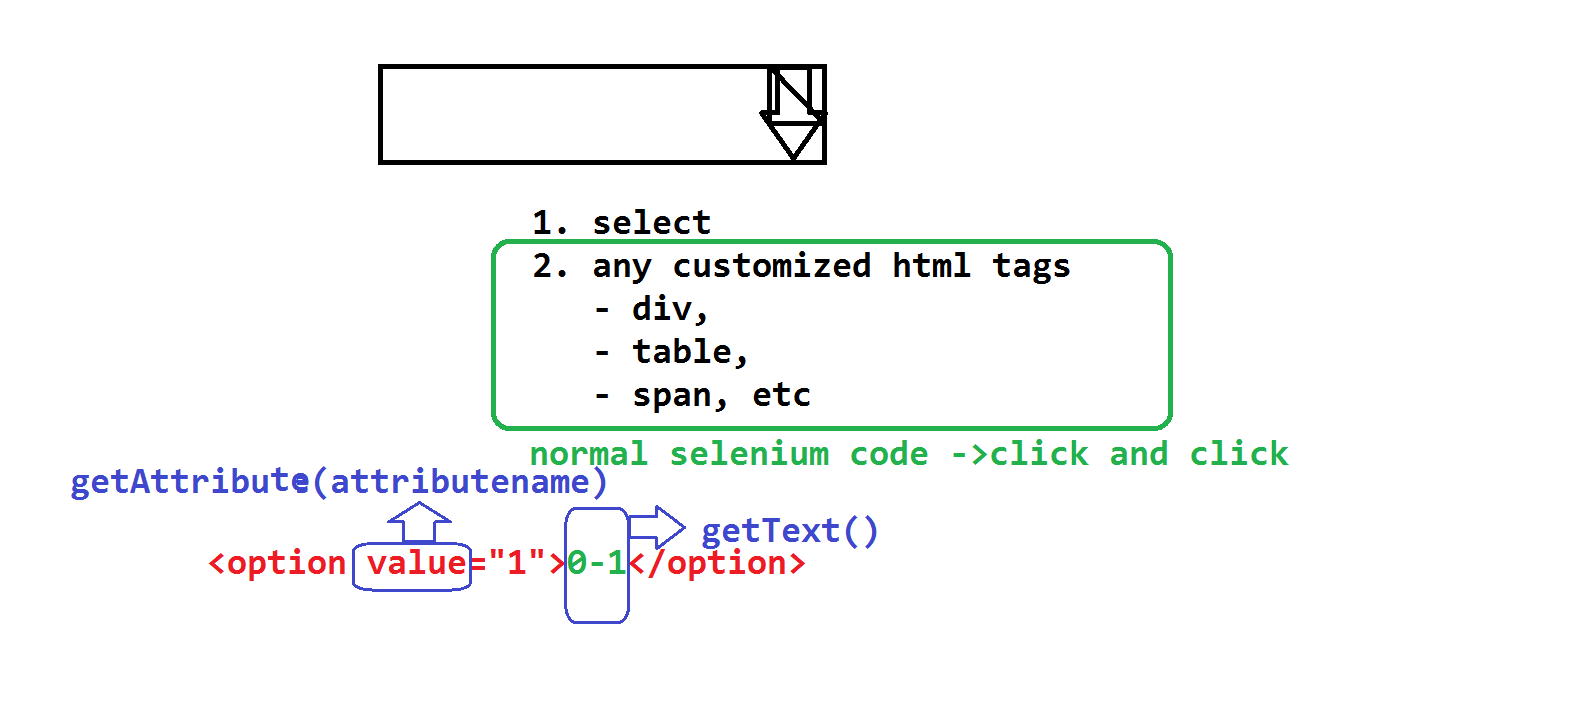 1. select
2. any customized html tags
- div,
- table,
- span, etc
normal selenium code ->click and click
getAttribute(attributename)
getText()
<option value="1">0-1</option>